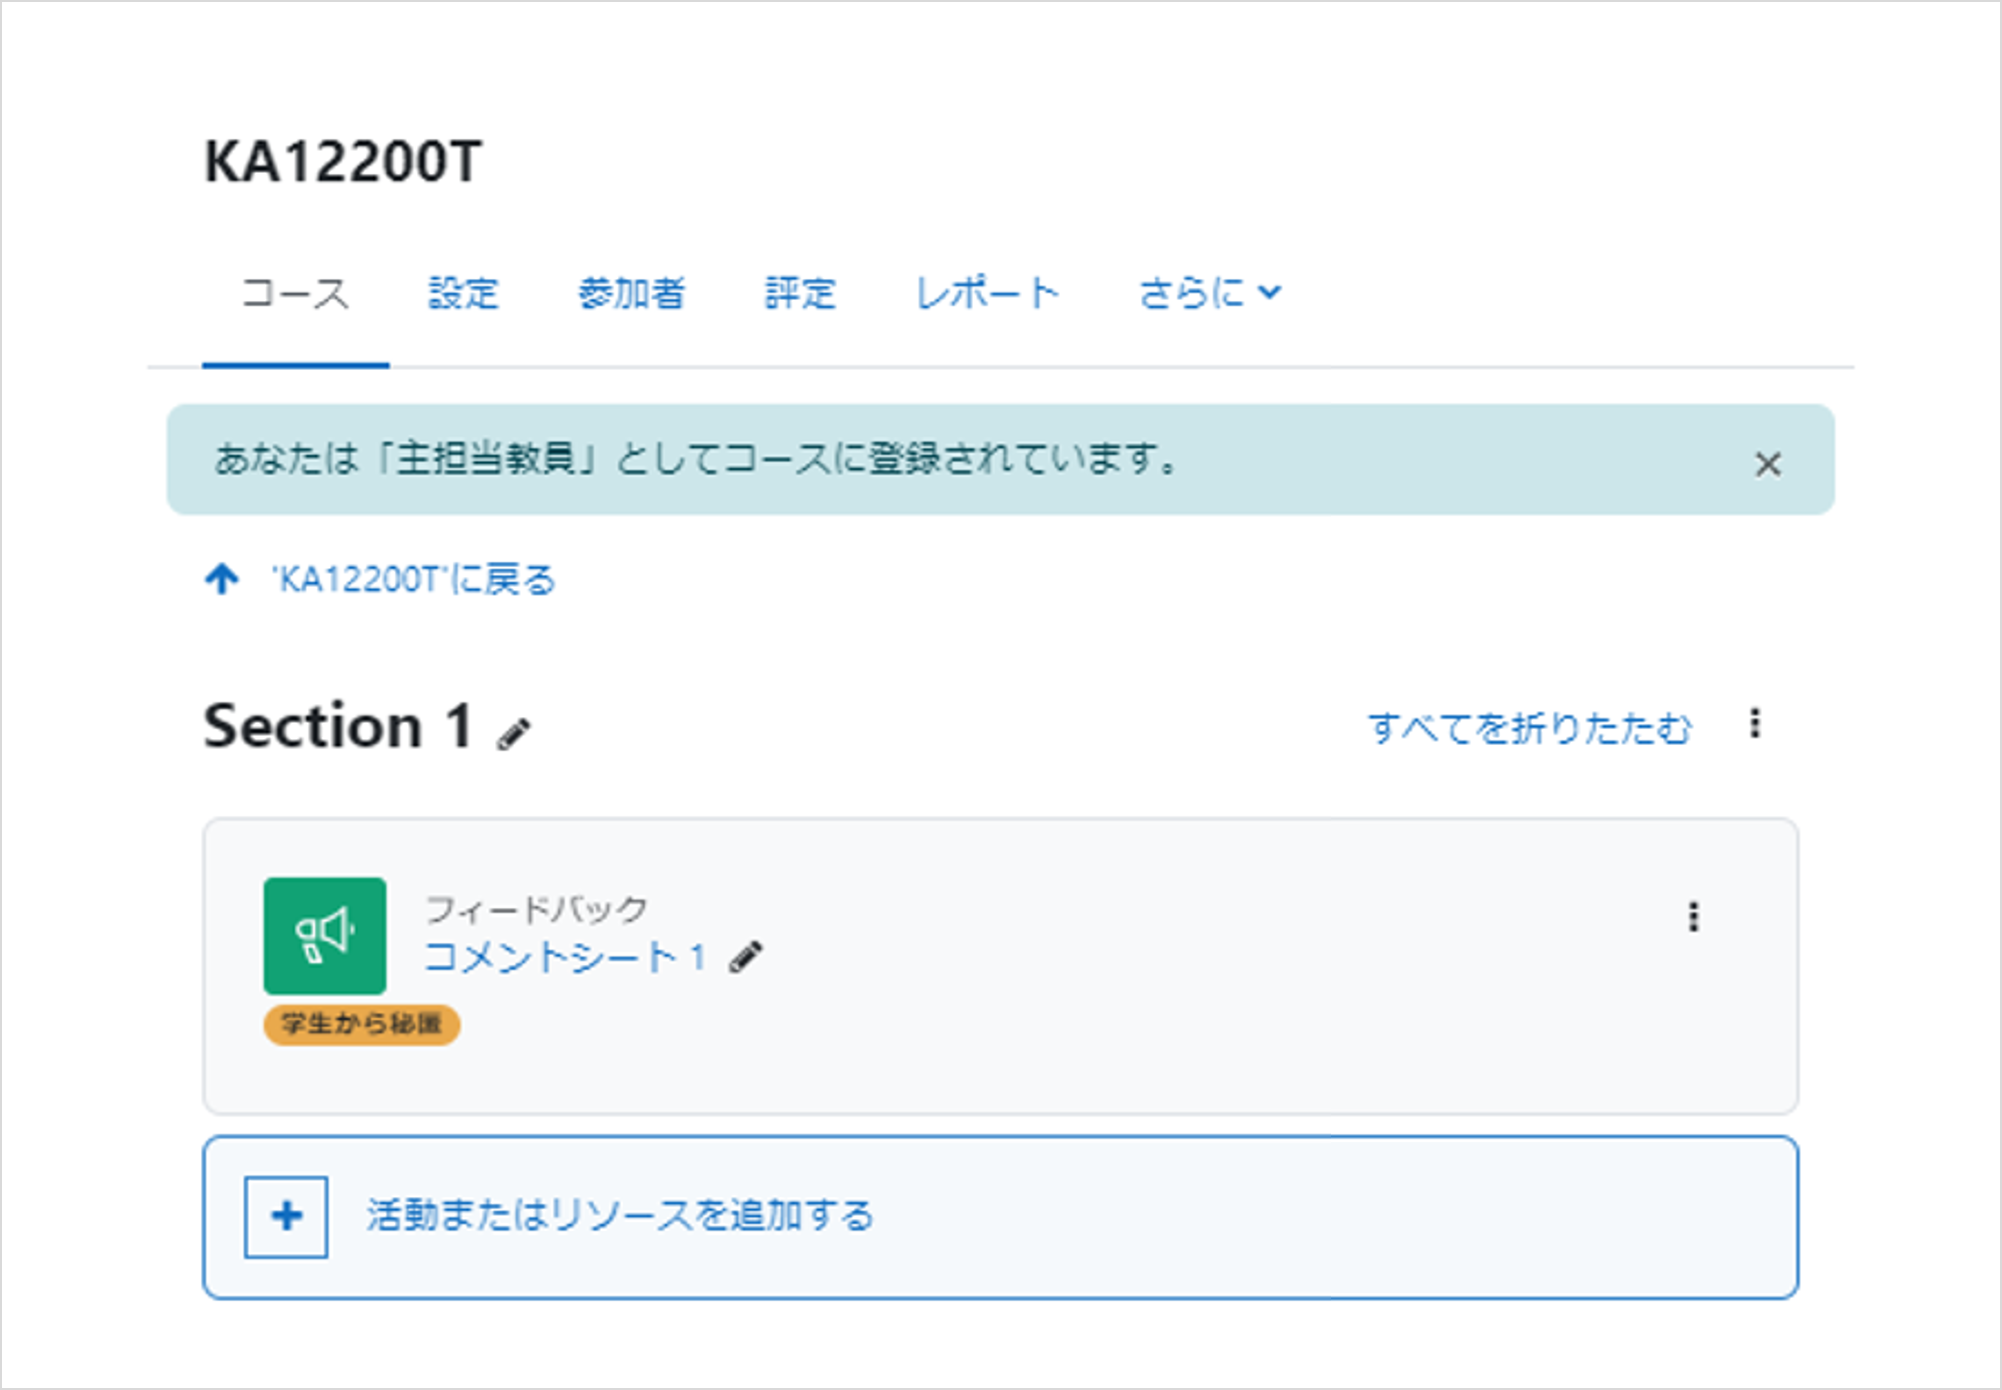 KA12200T
コース 設定 参加者 評定 レポート さらに
あなたは「主担当教員」としてコースに登録されています。
'KA12200T'に戻る
Section 1 すべてを折りたたむ
フィードバック
コメントシート 1
学生から秘匿
活動またはリソースを追加する